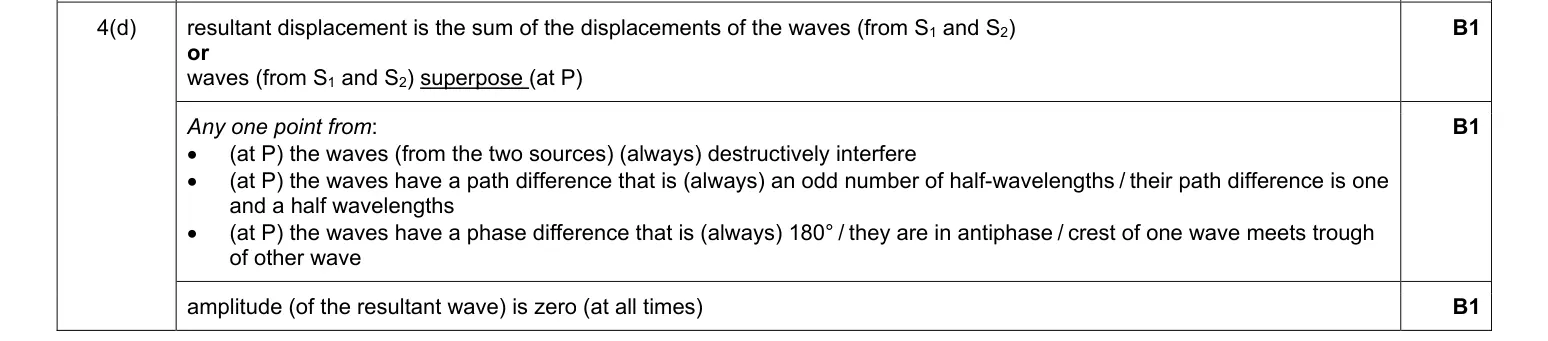 4(d) resultant displacement is the sum of the displacements of the waves (from S₁ and S₂) B1
or
waves (from S₁ and S₂) superpose (at P)
Any one point from: B1
• (at P) the waves (from the two sources) (always) destructively interfere
• (at P) the waves have a path difference that is (always) an odd number of half-wavelengths / their path difference is one
and a half wavelengths
• (at P) the waves have a phase difference that is (always) 180° / they are in antiphase / crest of one wave meets trough
of other wave
amplitude (of the resultant wave) is zero (at all times) B1